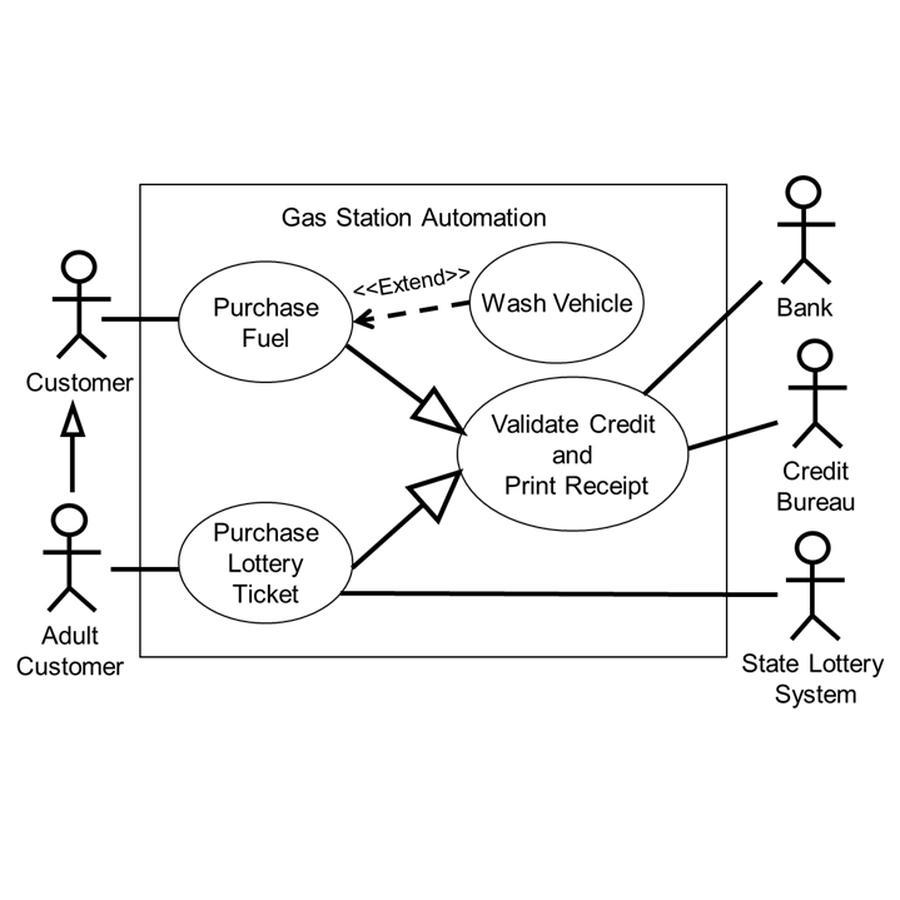 Gas Station Automation
<<Extend>>
Purchase
Fuel
Wash Vehicle
Bank
Customer
Validate Credit
and
Print Receipt
Credit
Bureau
Purchase
Lottery
Ticket
Adult
Customer
State Lottery
System